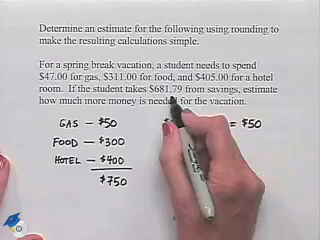 Determine an estimate for the following using rounding to
make the resulting calculations simple.
For a spring break vacation, a student needs to spend
$47.00 for gas, $311.00 for food, and $405.00 for a hotel
room. If the student takes $681.79 from savings, estimate
how much more money is needed for the vacation.
GAS – $50 = $50
FOOD – $300
HOTEL – $400
$750